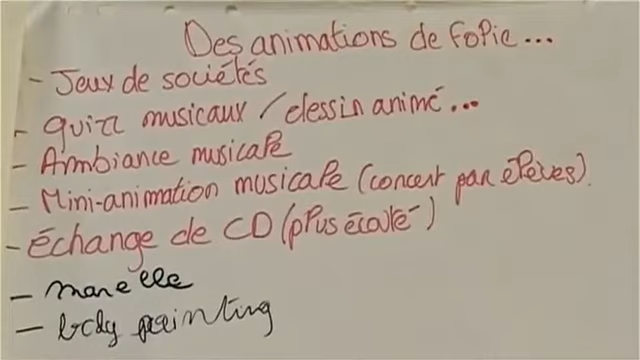 Des animations de folie...
- Jeux de sociétés
- quizz musicaux / dessin animé...
- Ambiance musicale
- Mini-animation musicale (concert par élèves).
- échange de CD (plus écouté)
- marelle
- body painting